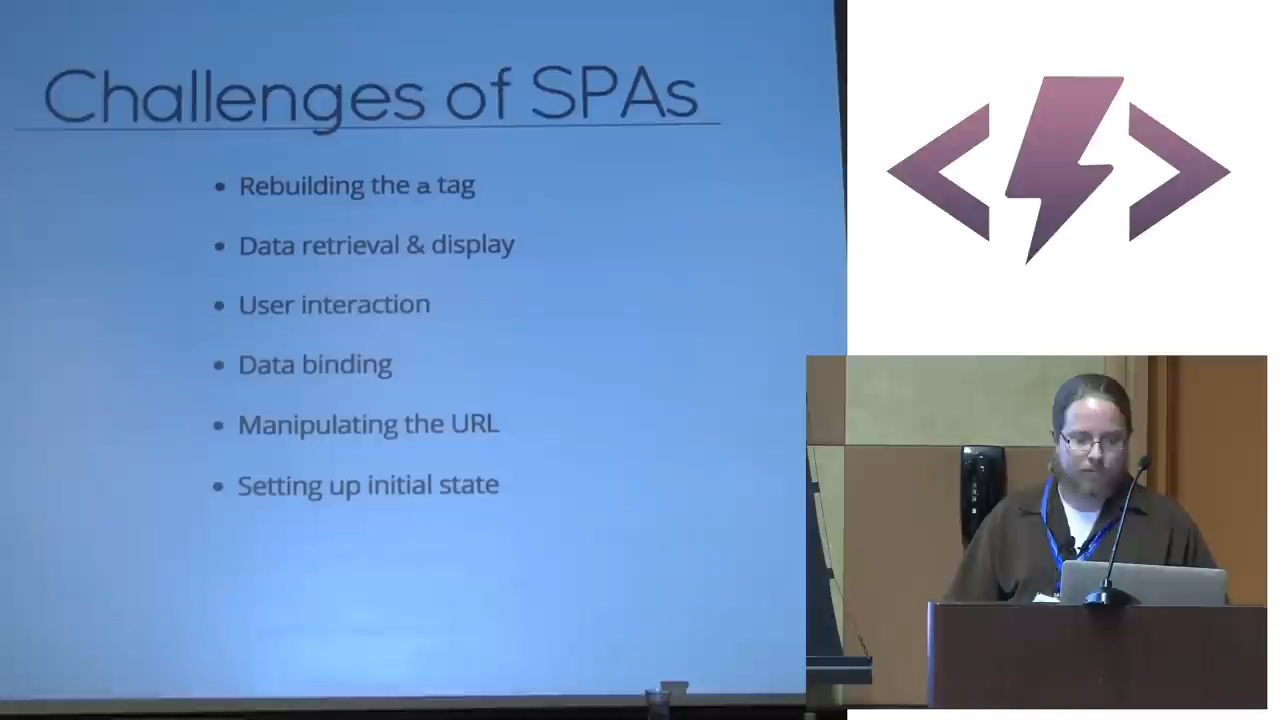 Challenges of SPAs
• Rebuilding the a tag
• Data retrieval & display
• User interaction
• Data binding
• Manipulating the URL
• Setting up initial state